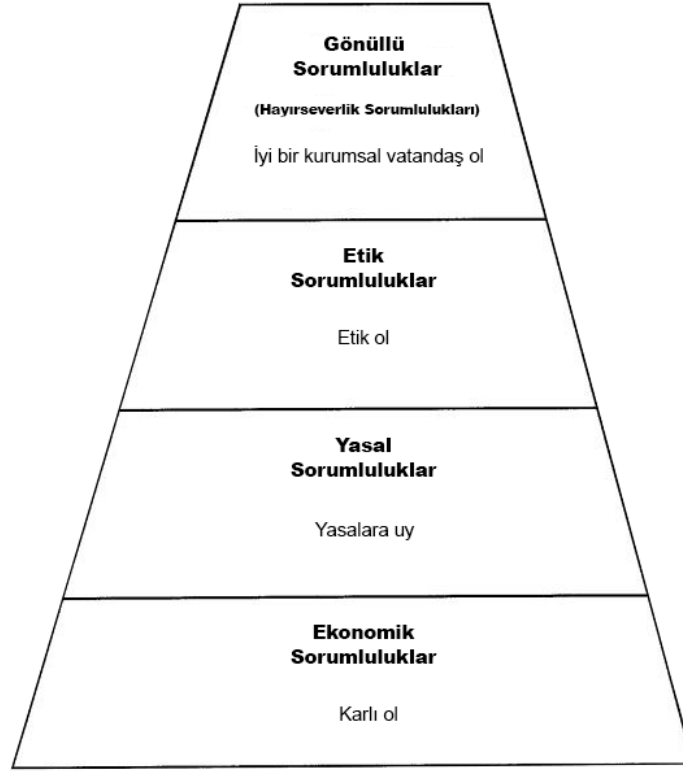 Gönüllü
Sorumluluklar
(Hayırseverlik Sorumlulukları)
İyi bir kurumsal vatandaş ol
Etik
Sorumluluklar
Etik ol
Yasal
Sorumluluklar
Yasalara uy
Ekonomik
Sorumluluklar
Karlı ol